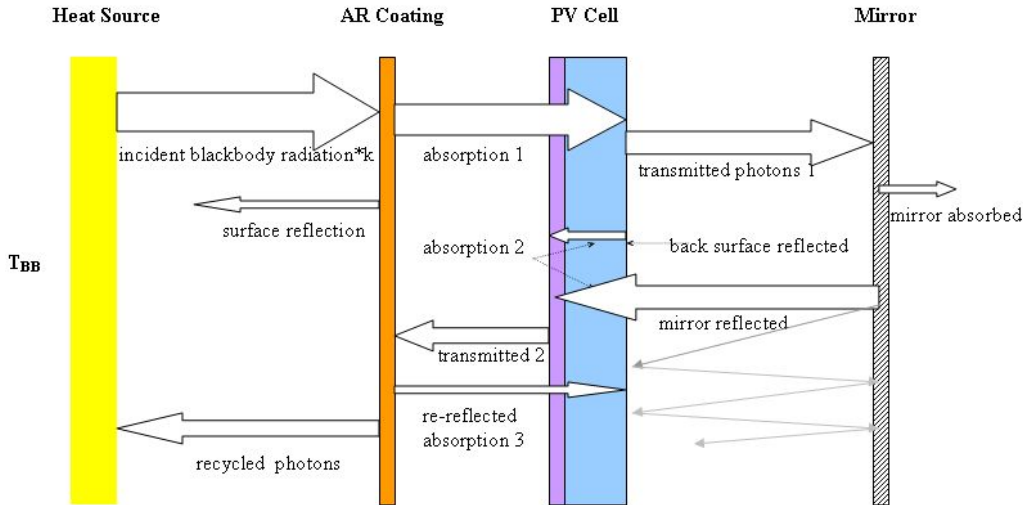 Heat Source
AR Coating
PV Cell
Mirror
incident blackbody radiation*k
absorption 1
transmitted photons 1
mirror absorbed
surface reflection
absorption 2
back surface reflected
T_BB
mirror reflected
transmitted 2
re-reflected
absorption 3
recycled photons